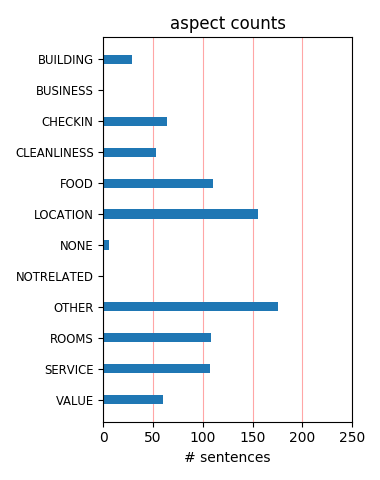 aspect counts
BUILDING
BUSINESS
CHECKIN
CLEANLINESS
FOOD
LOCATION
NONE
NOTRELATED
OTHER
ROOMS
SERVICE
VALUE
0 50 100 150 200 250
# sentences